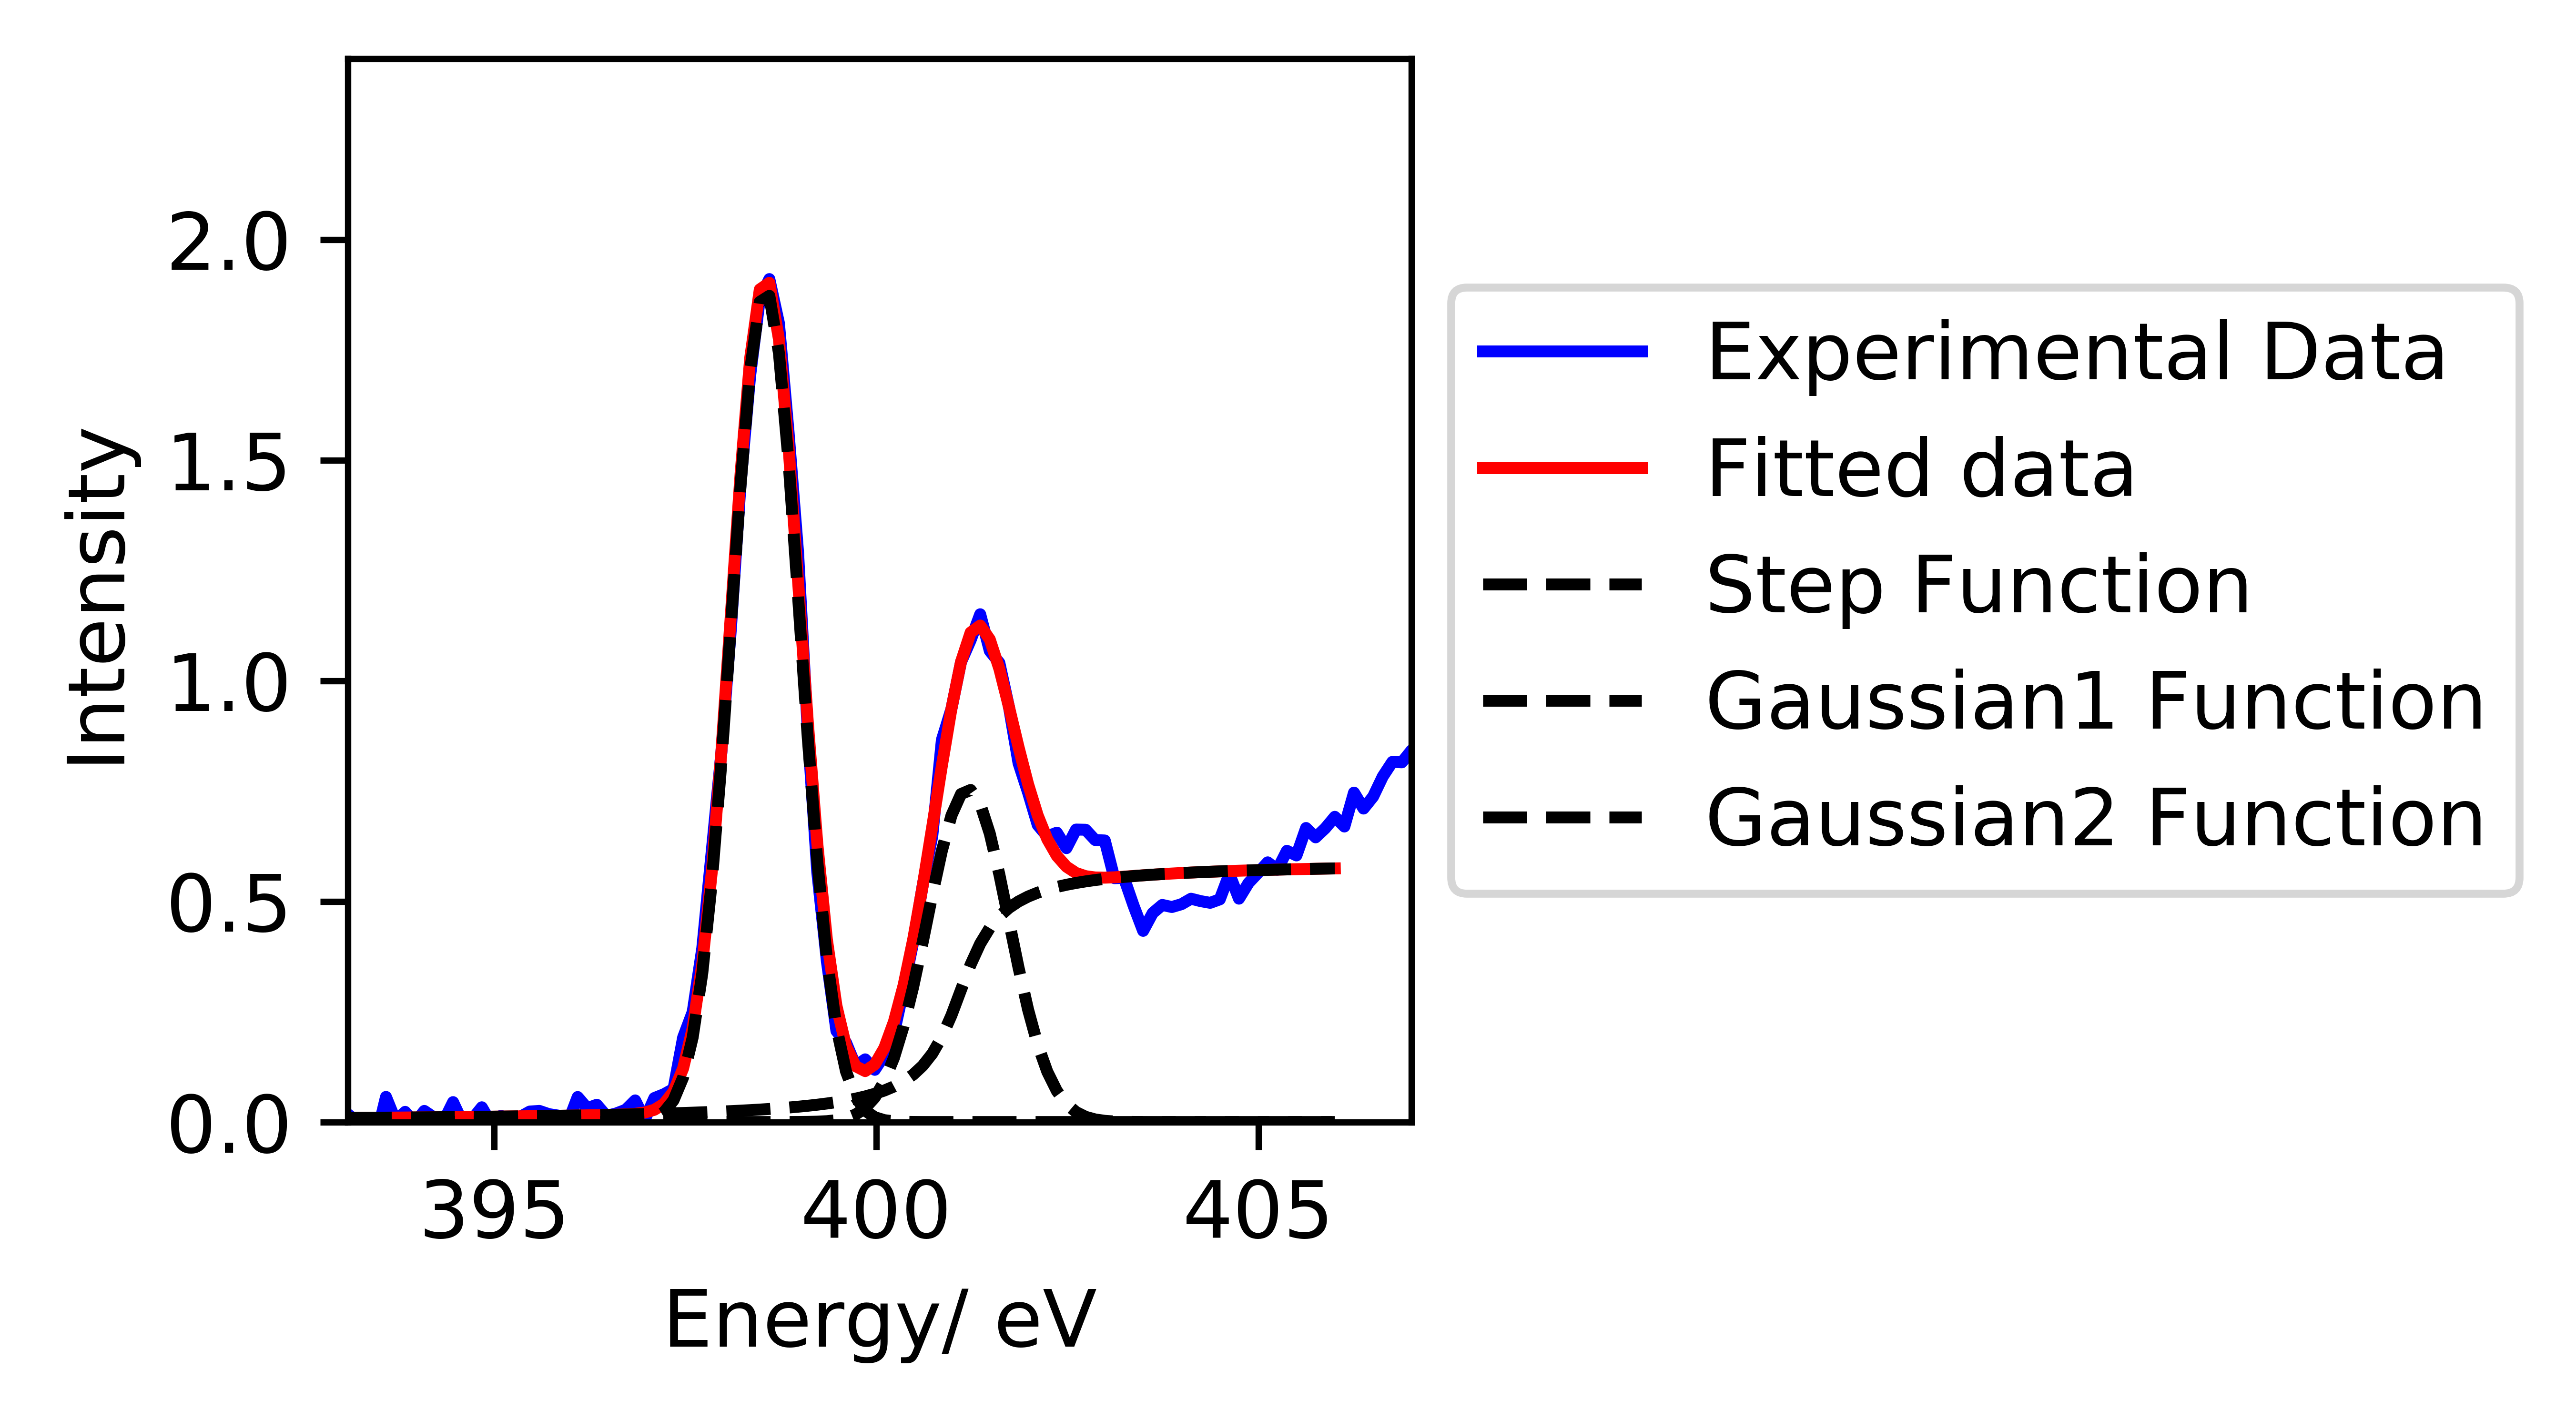 2.0
1.5
1.0
0.5
0.0
Intensity
395 400 405
Energy/ eV
Experimental Data
Fitted data
Step Function
Gaussian1 Function
Gaussian2 Function